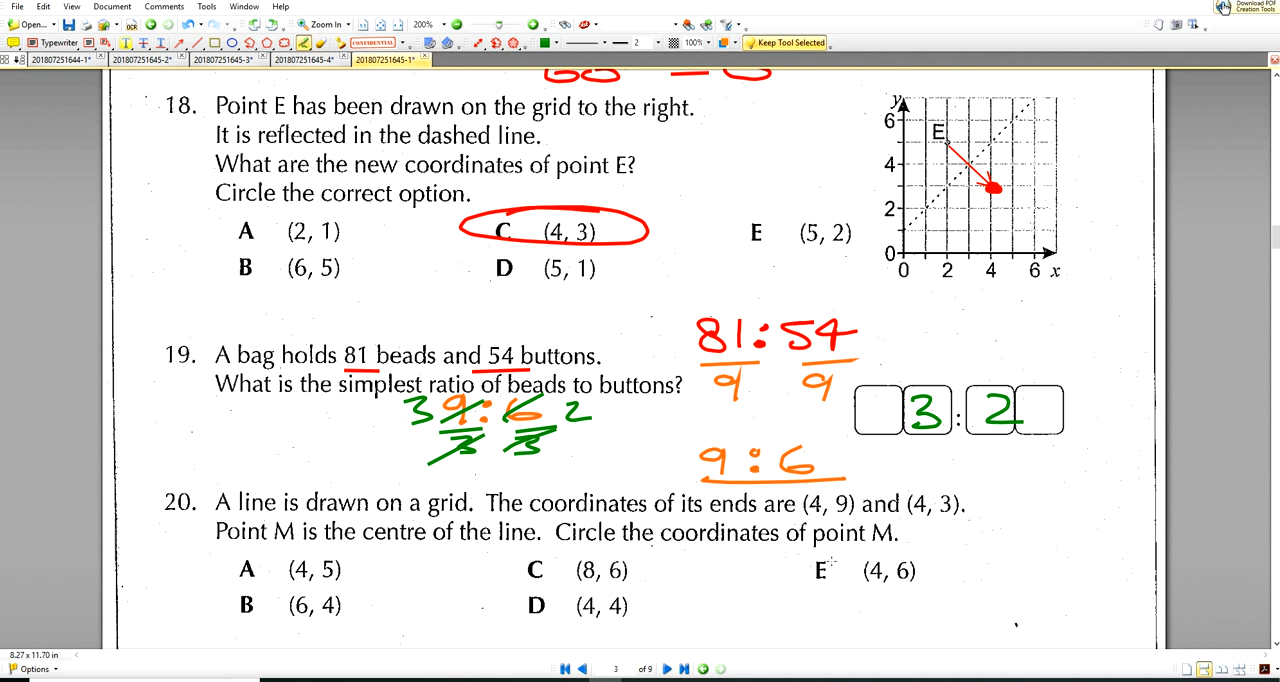 File Edit View Document Comments Tools Window Help
Open... OCR Zoom In 200% Download PDF Creation Tools
Typewriter T T T CONFIDENTIAL 2 100% Keep Tool Selected
201807251644-1* 201807251645-2* 201807251645-3* 201807251645-4* 201807251645-1*
18. Point E has been drawn on the grid to the right.
It is reflected in the dashed line.
What are the new coordinates of point E?
Circle the correct option.
A (2, 1) C (4, 3) E (5, 2)
B (6, 5) D (5, 1)
y
6
E
4
2
0
0 2 4 6 x
81 : 54
9 9
19. A bag holds 81 beads and 54 buttons.
What is the simplest ratio of beads to buttons?
3 9 : 6 2
3 3
3 : 2
9 : 6
20. A line is drawn on a grid. The coordinates of its ends are (4, 9) and (4, 3).
Point M is the centre of the line. Circle the coordinates of point M.
A (4, 5) C (8, 6) E (4, 6)
B (6, 4) D (4, 4)
8.27 x 11.70 in
Options 3 of 9